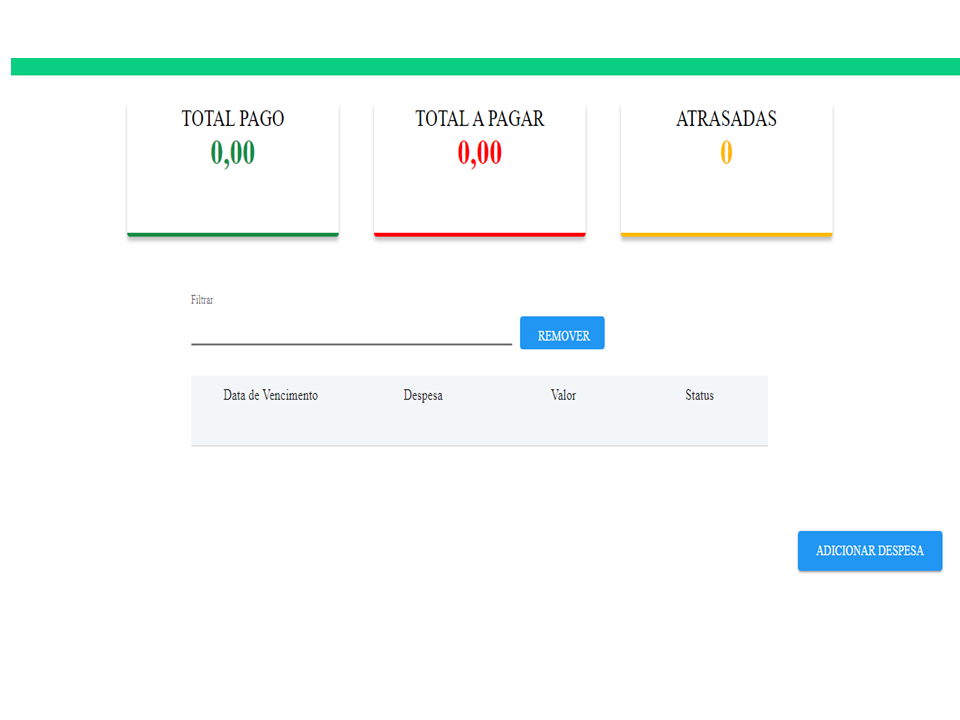 TOTAL PAGO
0,00
TOTAL A PAGAR
0,00
ATRASADAS
0
Filtrar
REMOVER
Data de Vencimento Despesa Valor Status
ADICIONAR DESPESA